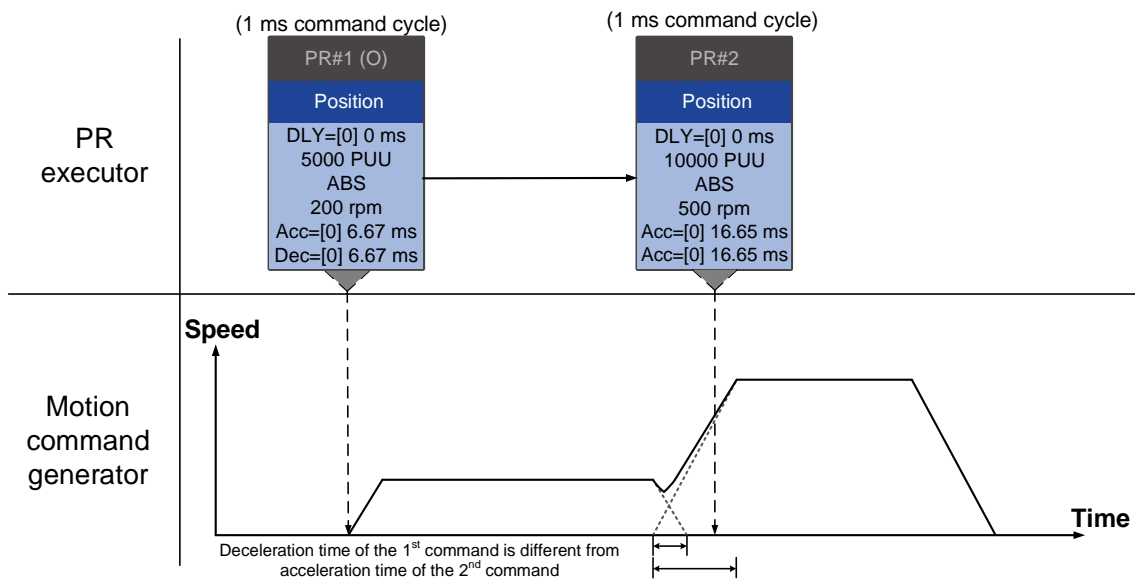 (1 ms command cycle)
PR#1 (O)
Position
DLY=[0] 0 ms
5000 PUU
ABS
200 rpm
Acc=[0] 6.67 ms
Dec=[0] 6.67 ms
(1 ms command cycle)
PR#2
Position
DLY=[0] 0 ms
10000 PUU
ABS
500 rpm
Acc=[0] 16.65 ms
Acc=[0] 16.65 ms
PR
executor
Motion
command
generator
Speed
Time
Deceleration time of the 1st command is different from
acceleration time of the 2nd command